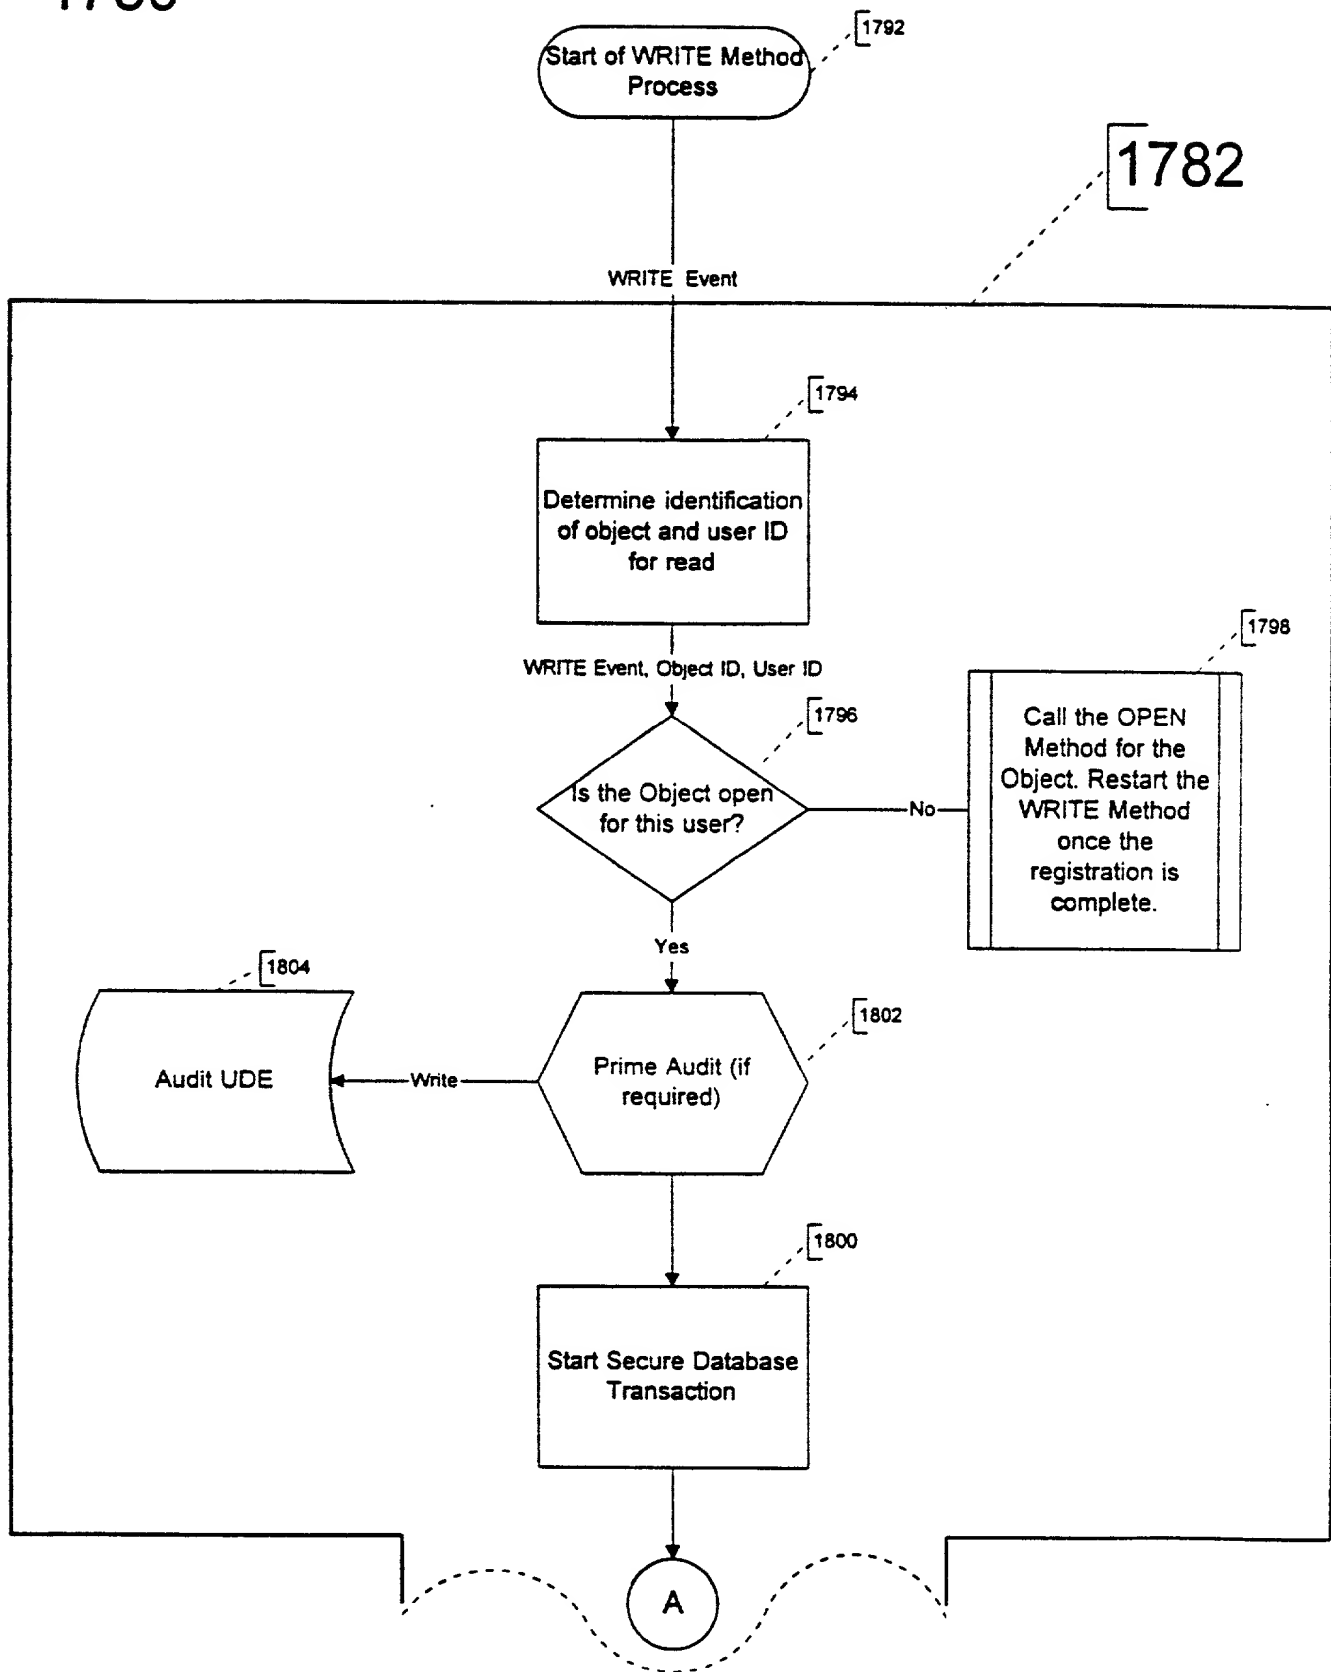 1792
Start of WRITE Method
Process
1782
WRITE Event
1794
Determine identification
of object and user ID
for read
1798
WRITE Event, Object ID, User ID
1796
Call the OPEN
Method for the
Object. Restart the
WRITE Method
once the
registration is
complete.
Is the Object open
for this user?
No
Yes
1804
1802
Audit UDE
Write
Prime Audit (if
required)
1800
Start Secure Database
Transaction
A